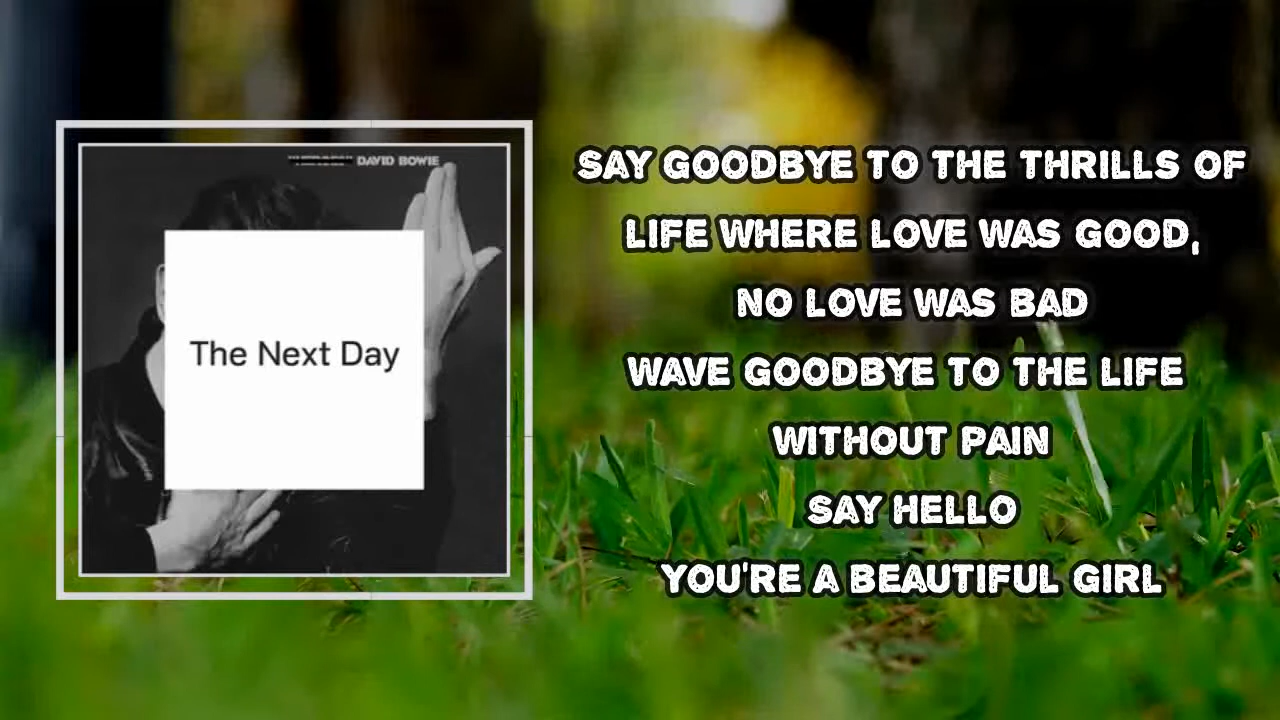 DAVID BOWIE
The Next Day
SAY GOODBYE TO THE THRILLS OF
LIFE WHERE LOVE WAS GOOD,
NO LOVE WAS BAD
WAVE GOODBYE TO THE LIFE
WITHOUT PAIN
SAY HELLO
YOU'RE A BEAUTIFUL GIRL